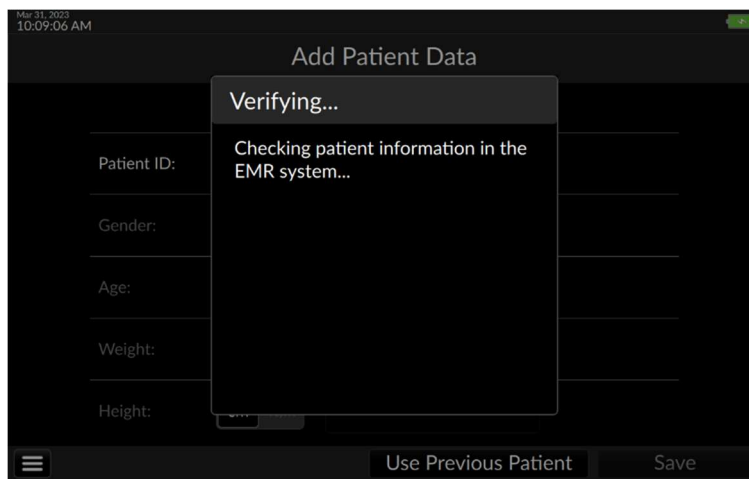 Mar 31, 2023
10:09:06 AM
Add Patient Data
Verifying...
Checking patient information in the
EMR system...
Patient ID:
Gender:
Age:
Weight:
Height:
Use Previous Patient
Save